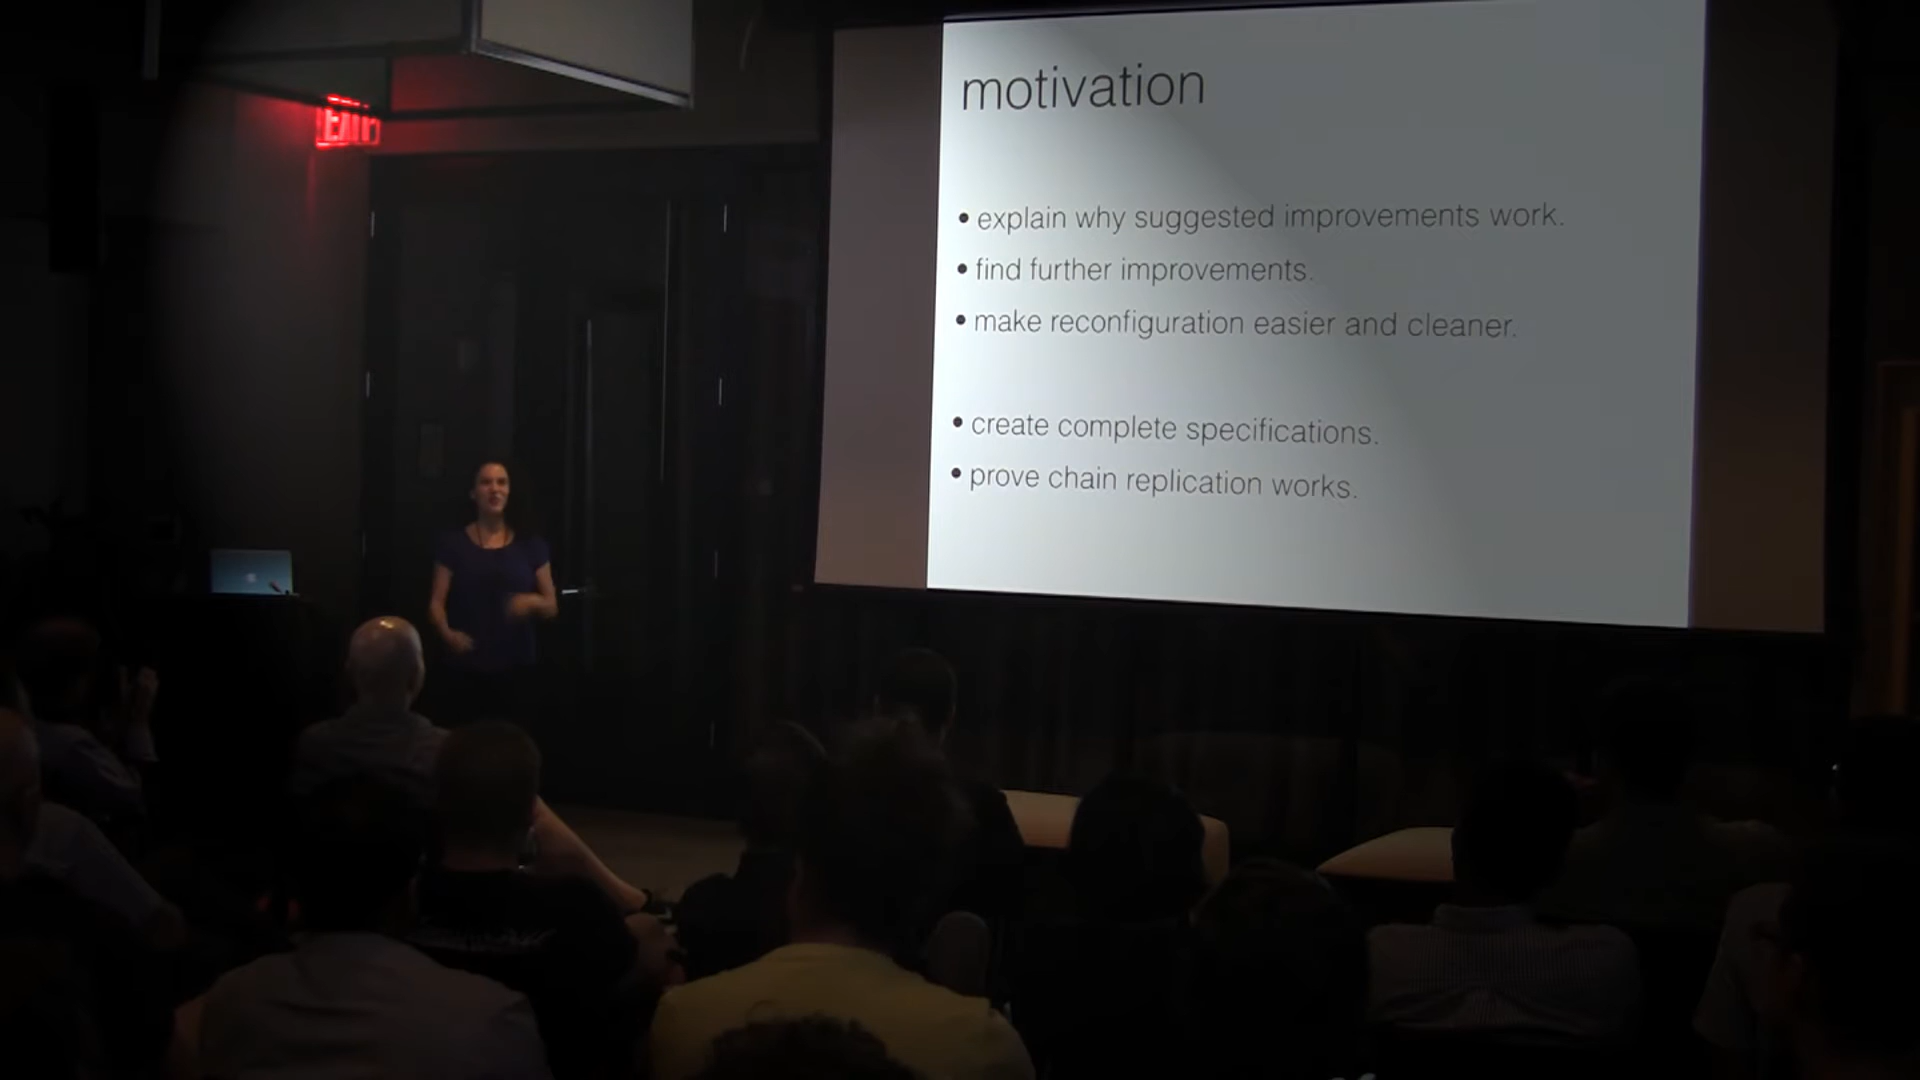 EXIT
motivation
• explain why suggested improvements work.
• find further improvements.
• make reconfiguration easier and cleaner.
• create complete specifications.
• prove chain replication works.